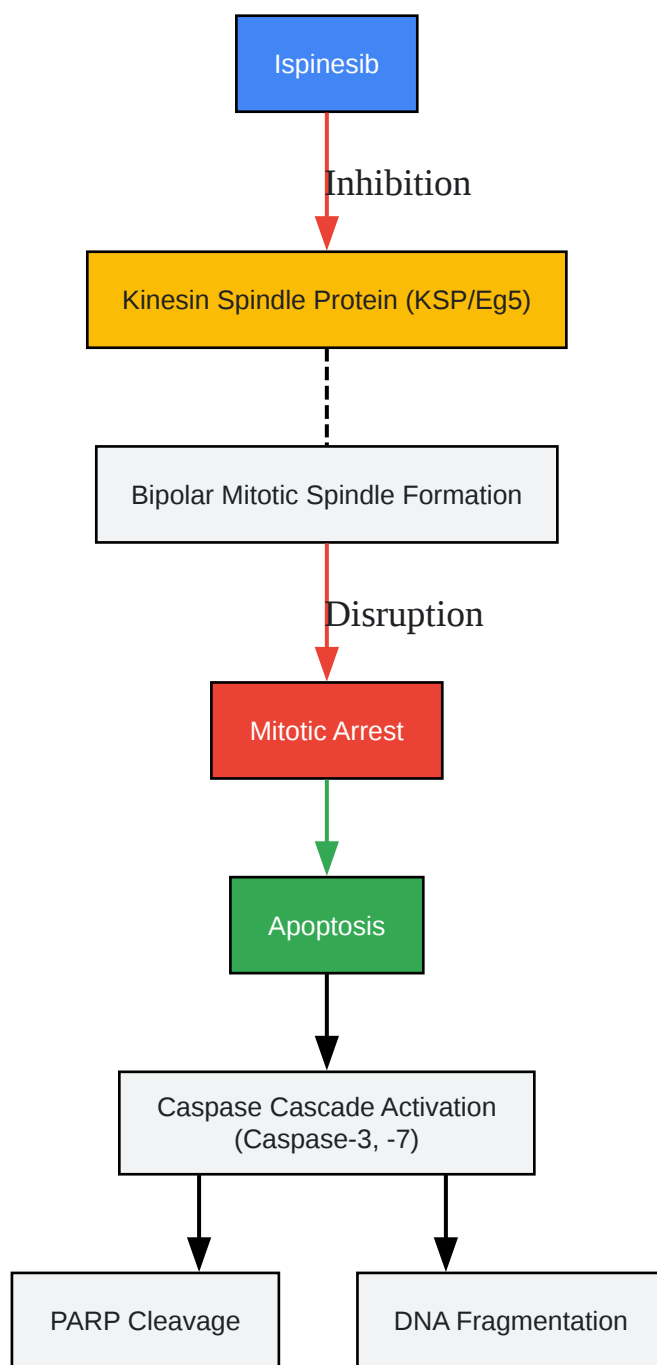 Ispinesib
Inhibition
Kinesin Spindle Protein (KSP/Eg5)
Bipolar Mitotic Spindle Formation
Disruption
Mitotic Arrest
Apoptosis
Caspase Cascade Activation
(Caspase-3, -7)
PARP Cleavage
DNA Fragmentation